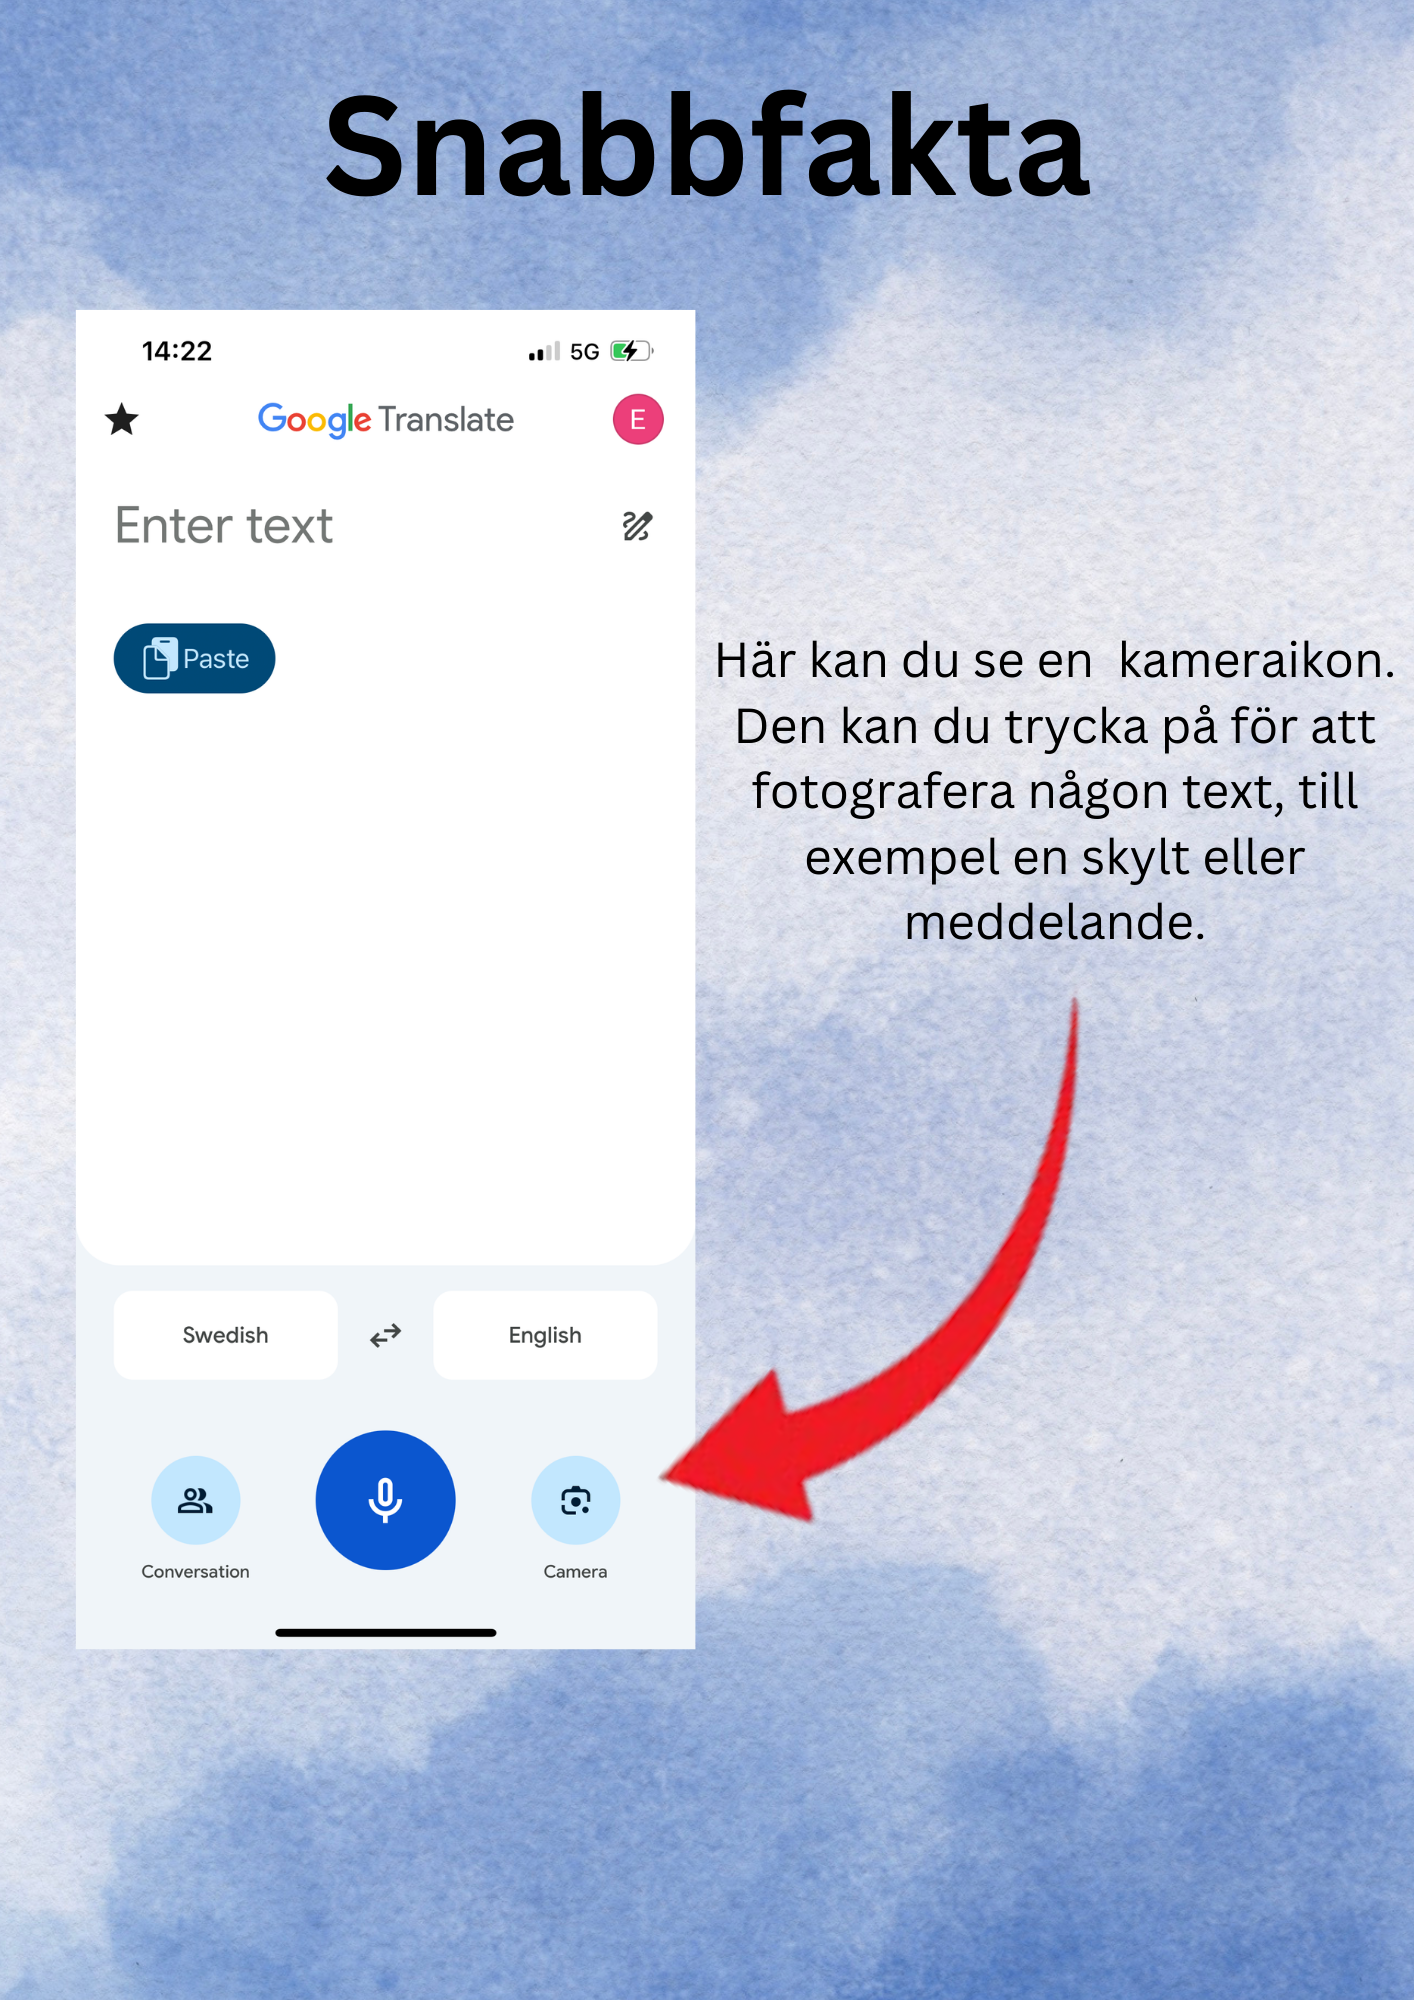 Snabbfakta
14:22
5G
Google Translate
E
Enter text
Paste
Här kan du se en  kameraikon.
Den kan du trycka på för att
fotografera någon text, till
exempel en skylt eller
meddelande.
Swedish
English
Conversation
Camera